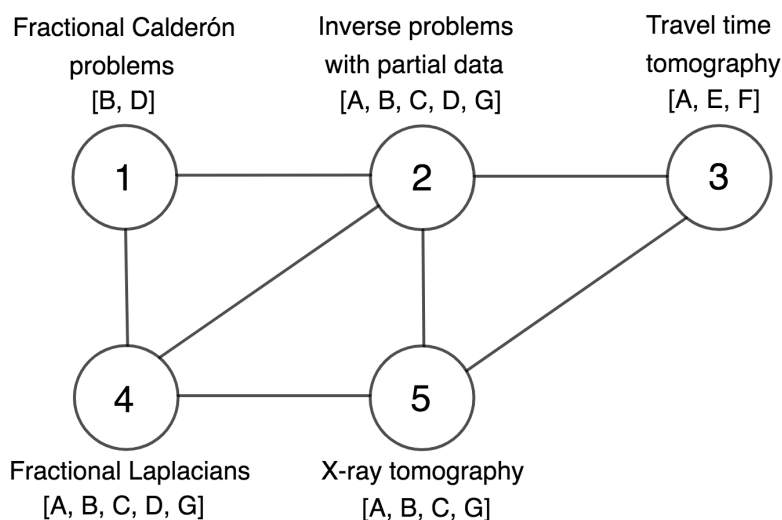 Fractional Calderón
problems
[B, D]
Inverse problems
with partial data
[A, B, C, D, G]
Travel time
tomography
[A, E, F]
1
2
3
4
5
Fractional Laplacians
[A, B, C, D, G]
X-ray tomography
[A, B, C, G]